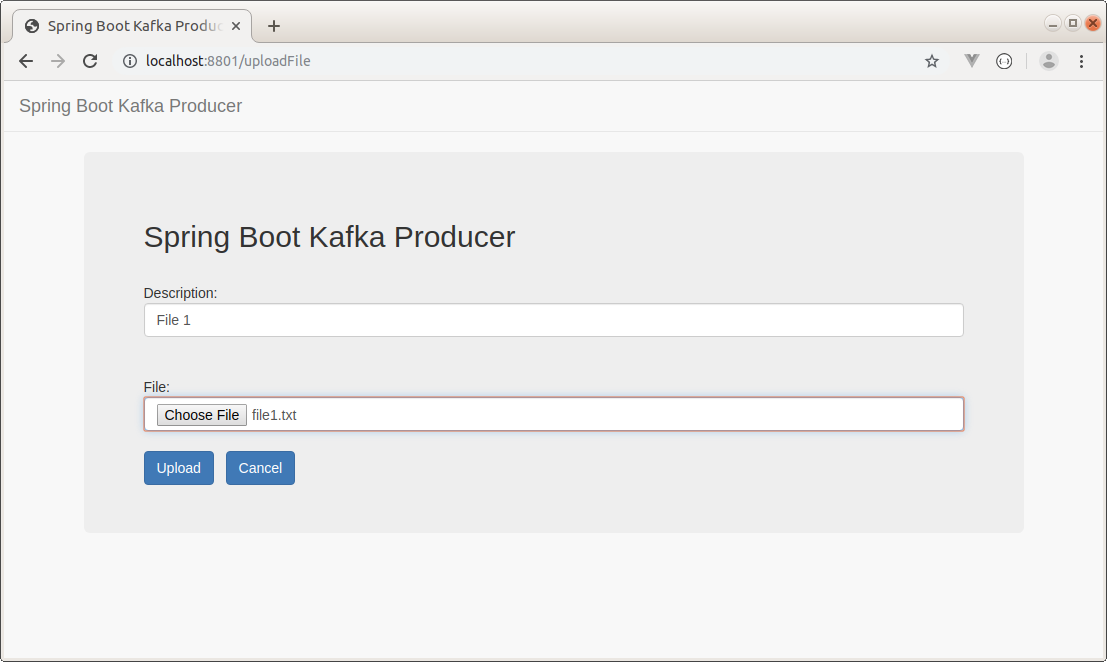 Spring Boot Kafka Produc
localhost:8801/uploadFile
Spring Boot Kafka Producer
Spring Boot Kafka Producer
Description:
File 1
File:
Choose File file1.txt
Upload Cancel